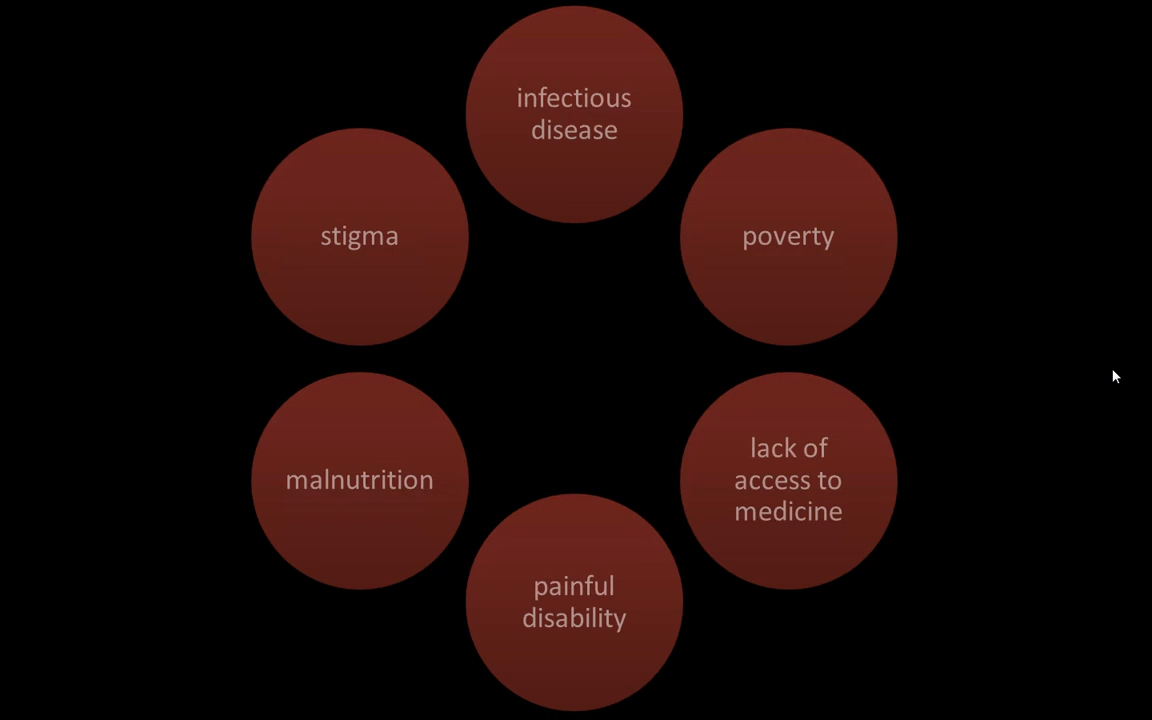 infectious
disease
stigma
poverty
malnutrition
lack of
access to
medicine
painful
disability